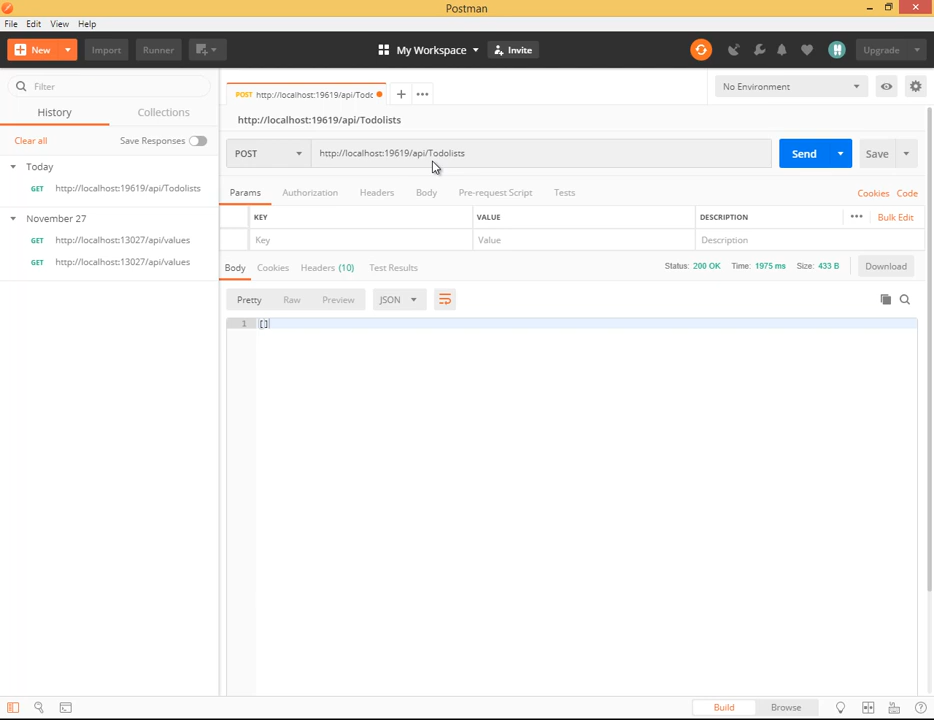 Postman
File Edit View Help
New Import Runner My Workspace Invite Upgrade
Filter
History Collections
Clear all Save Responses
Today
GET http://localhost:19619/api/Todolists
November 27
GET http://localhost:13027/api/values
GET http://localhost:13027/api/values
POST http://localhost:19619/api/Todc No Environment
http://localhost:19619/api/Todolists
POST http://localhost:19619/api/Todolists Send Save
Params Authorization Headers Body Pre-request Script Tests Cookies Code
KEY VALUE DESCRIPTION Bulk Edit
Key Value Description
Body Cookies Headers (10) Test Results Status: 200 OK Time: 1975 ms Size: 433 B Download
Pretty Raw Preview JSON
1 []
Build Browse